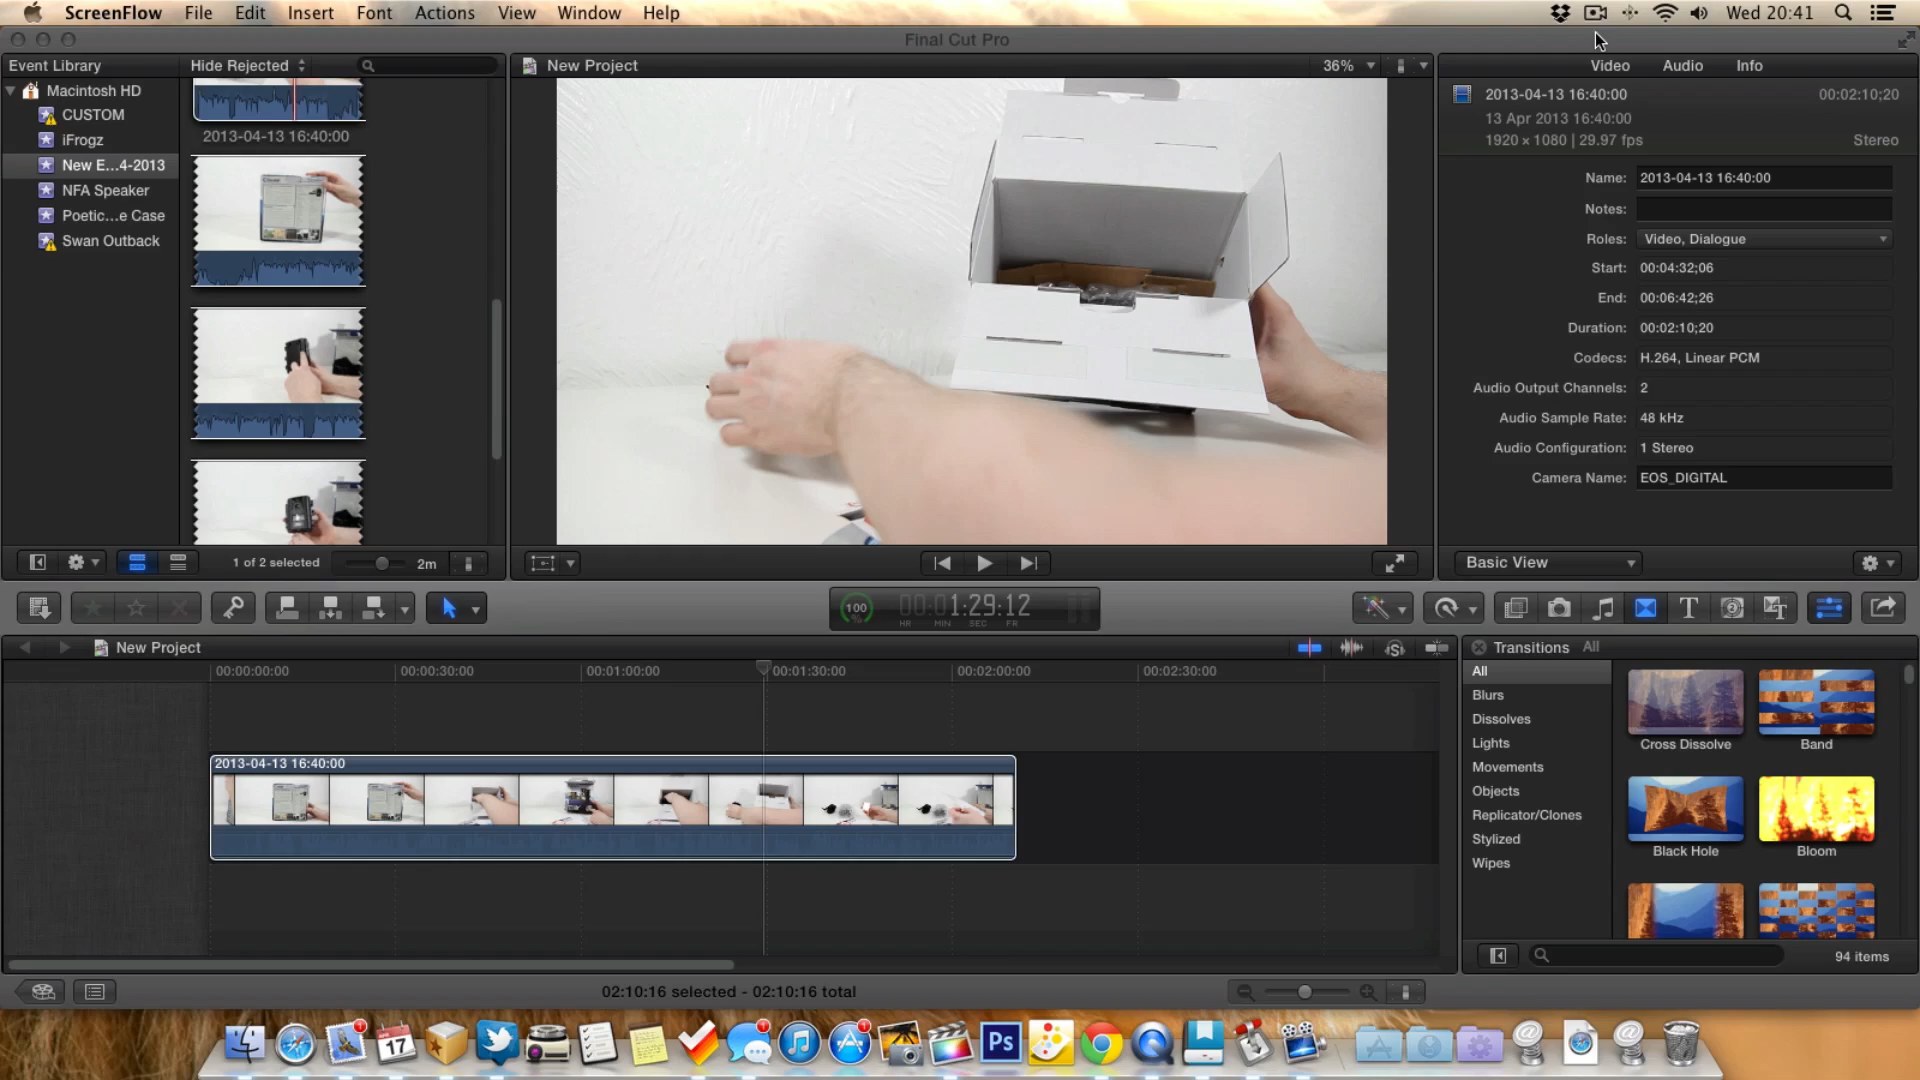 ScreenFlow File Edit Insert Font Actions View Window Help
Wed 20:41
Final Cut Pro
Event Library
Hide Rejected
New Project
36%
Video Audio Info
Macintosh HD
CUSTOM
iFrogz
New E...4-2013
NFA Speaker
Poetic...e Case
Swan Outback
2013-04-13 16:40:00
2013-04-13 16:40:00 00:02:10;20
13 Apr 2013 16:40:00
1920 × 1080 | 29.97 fps Stereo
Name: 2013-04-13 16:40:00
Notes:
Roles: Video, Dialogue
Start: 00:04:32;06
End: 00:06:42;26
Duration: 00:02:10;20
Codecs: H.264, Linear PCM
Audio Output Channels: 2
Audio Sample Rate: 48 kHz
Audio Configuration: 1 Stereo
Camera Name: EOS_DIGITAL
1 of 2 selected
2m
Basic View
100
%
00:01:29:12
HR MIN SEC FR
New Project
Transitions All
00:00:00:00 00:00:30:00 00:01:00:00 00:01:30:00 00:02:00:00 00:02:30:00
2013-04-13 16:40:00
All
Blurs
Dissolves
Lights
Movements
Objects
Replicator/Clones
Stylized
Wipes
Cross Dissolve
Band
Black Hole
Bloom
94 items
02:10:16 selected - 02:10:16 total
1
APR
17
1
1
Ps